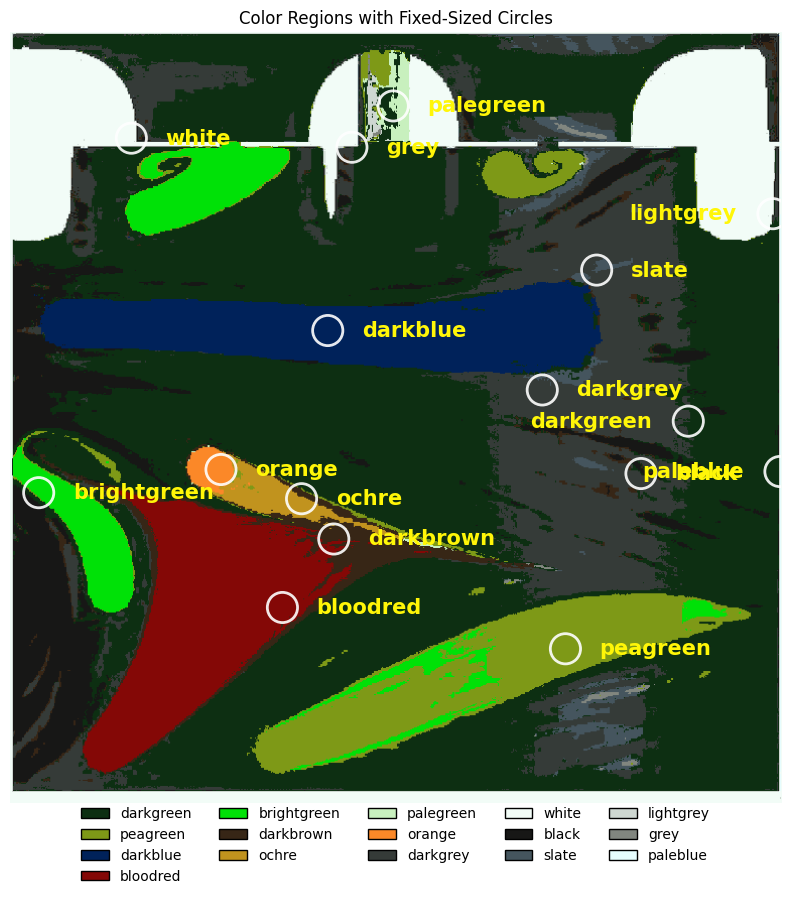 Color Regions with Fixed-Sized Circles
palegreen
white
grey
lightgrey
slate
darkblue
darkgrey
darkgreen
orange
paleblue
black
brightgreen
ochre
darkbrown
bloodred
peagreen
darkgreen brightgreen palegreen white lightgrey
peagreen darkbrown orange black grey
darkblue ochre darkgrey slate paleblue
bloodred